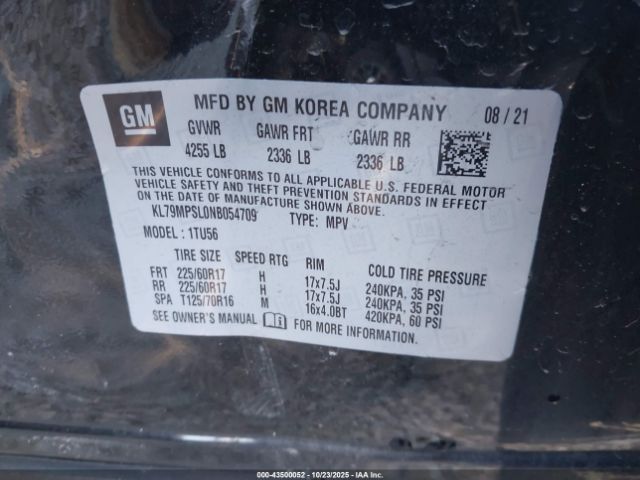 GM
MFD BY GM KOREA COMPANY 08 / 21
GVWR GAWR FRT GAWR RR
4255 LB 2336 LB 2336 LB
THIS VEHICLE CONFORMS TO ALL APPLICABLE U.S. FEDERAL MOTOR
VEHICLE SAFETY AND THEFT PREVENTION STANDARDS IN EFFECT
ON THE DATE OF MANUFACTURE SHOWN ABOVE.
KL79MPSL0NB054709 TYPE: MPV
MODEL : 1TU56
TIRE SIZE SPEED RTG RIM COLD TIRE PRESSURE
FRT 225/60R17 H 17x7.5J 240KPA, 35 PSI
RR 225/60R17 H 17x7.5J 240KPA, 35 PSI
SPA T125/70R16 M 16x4.0BT 420KPA, 60 PSI
SEE OWNER'S MANUAL FOR MORE INFORMATION.
000-43500052 | 10/23/2025 | IAA Inc.